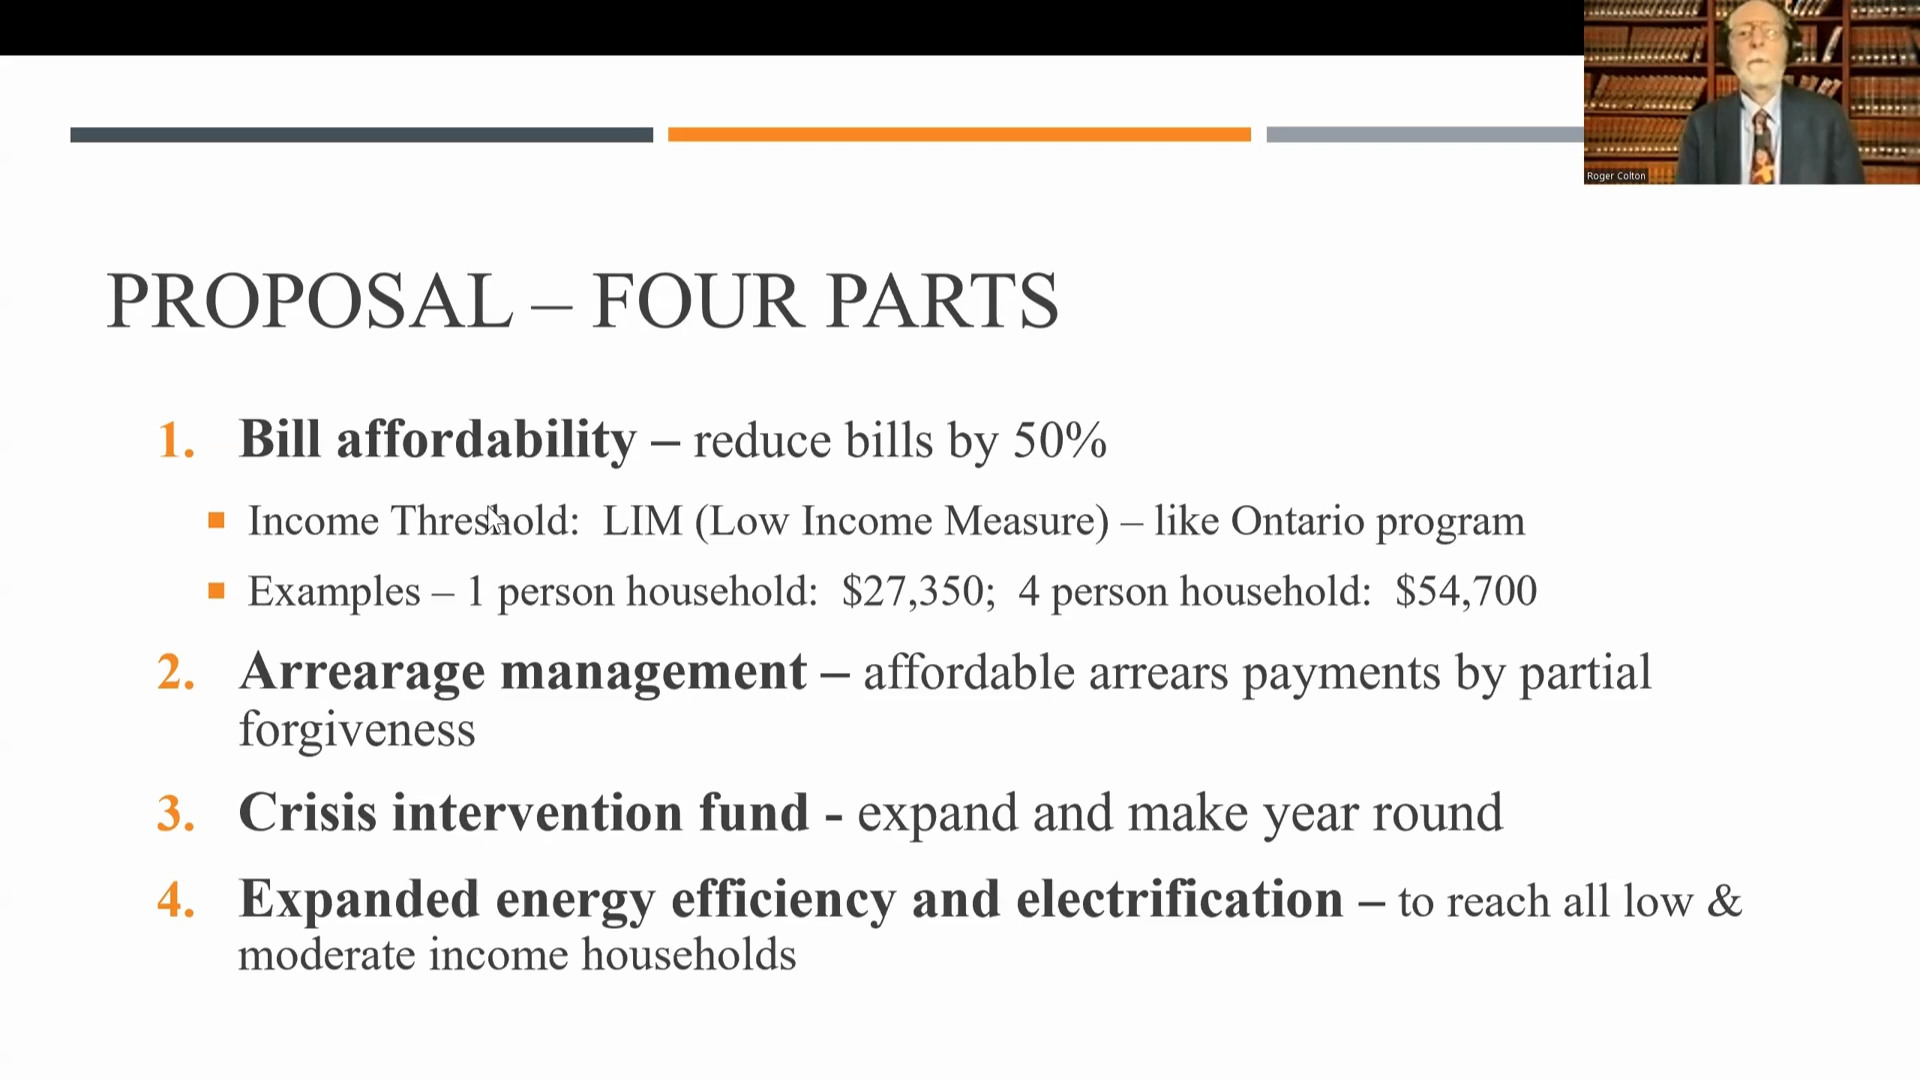 Roger Colton
PROPOSAL – FOUR PARTS
1. Bill affordability – reduce bills by 50%
Income Threshold: LIM (Low Income Measure) – like Ontario program
Examples – 1 person household: $27,350; 4 person household: $54,700
2. Arrearage management – affordable arrears payments by partial
forgiveness
3. Crisis intervention fund - expand and make year round
4. Expanded energy efficiency and electrification – to reach all low &
moderate income households